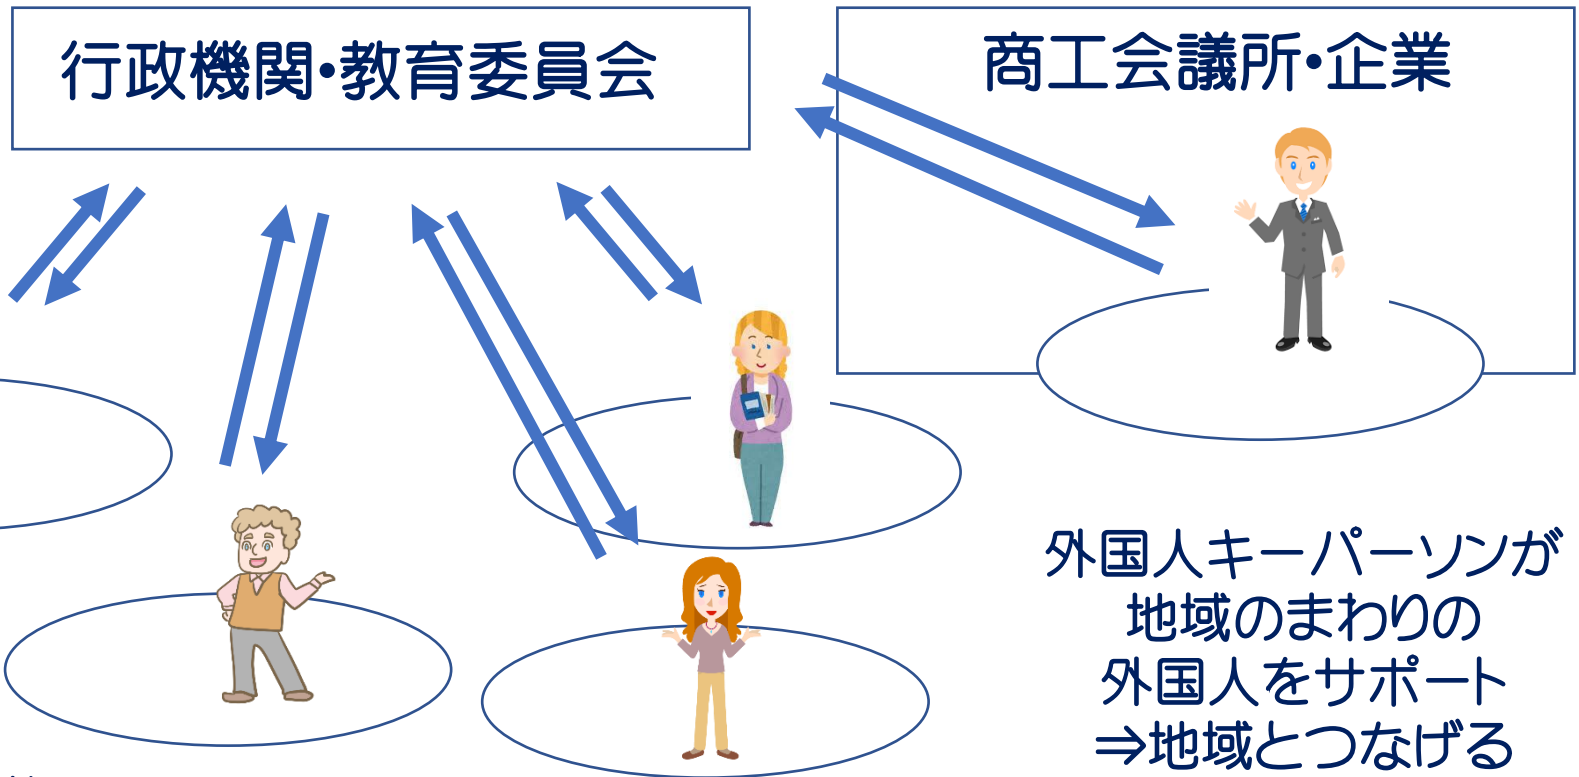 行政機関・教育委員会
商工会議所・企業
外国人キーパーソンが
地域のまわりの
外国人をサポート
⇒地域とつなげる